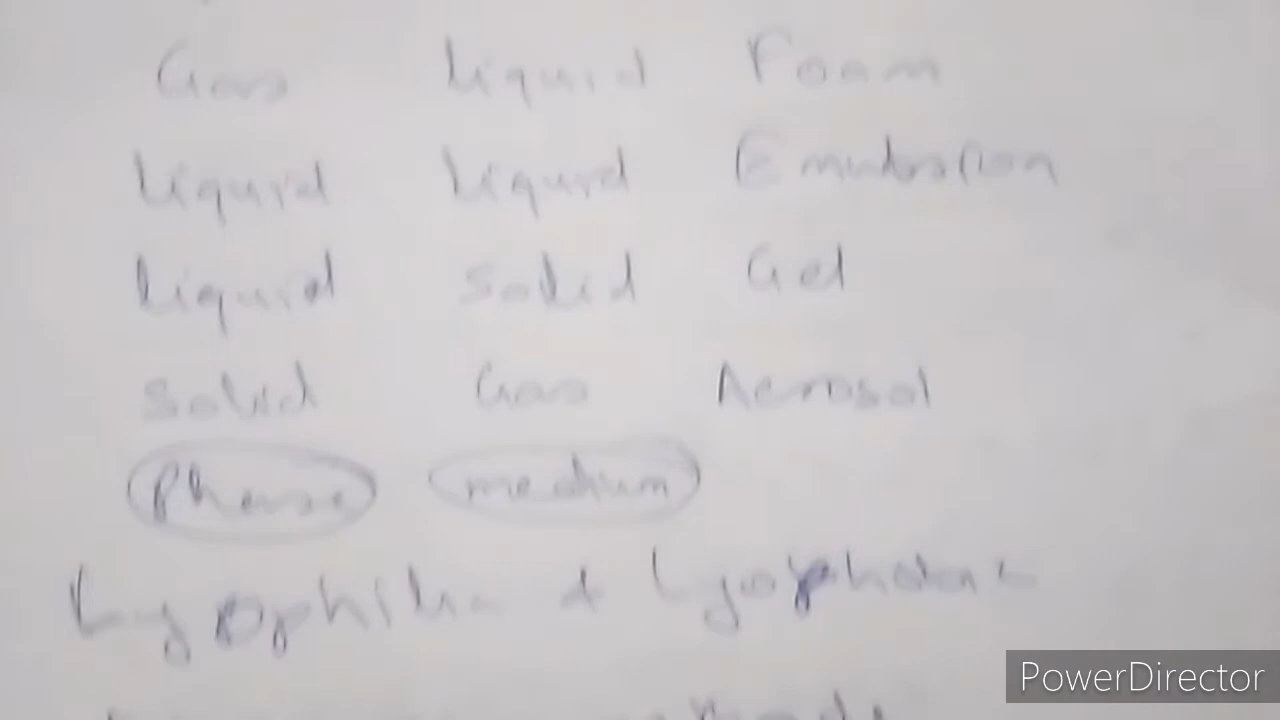 Gas Liquid Foam
Liquid Liquid Emulsion
Liquid Solid Gel
Solid Gas Aerosol
Phase medium
Lyophilic & Lyophobic
PowerDirector